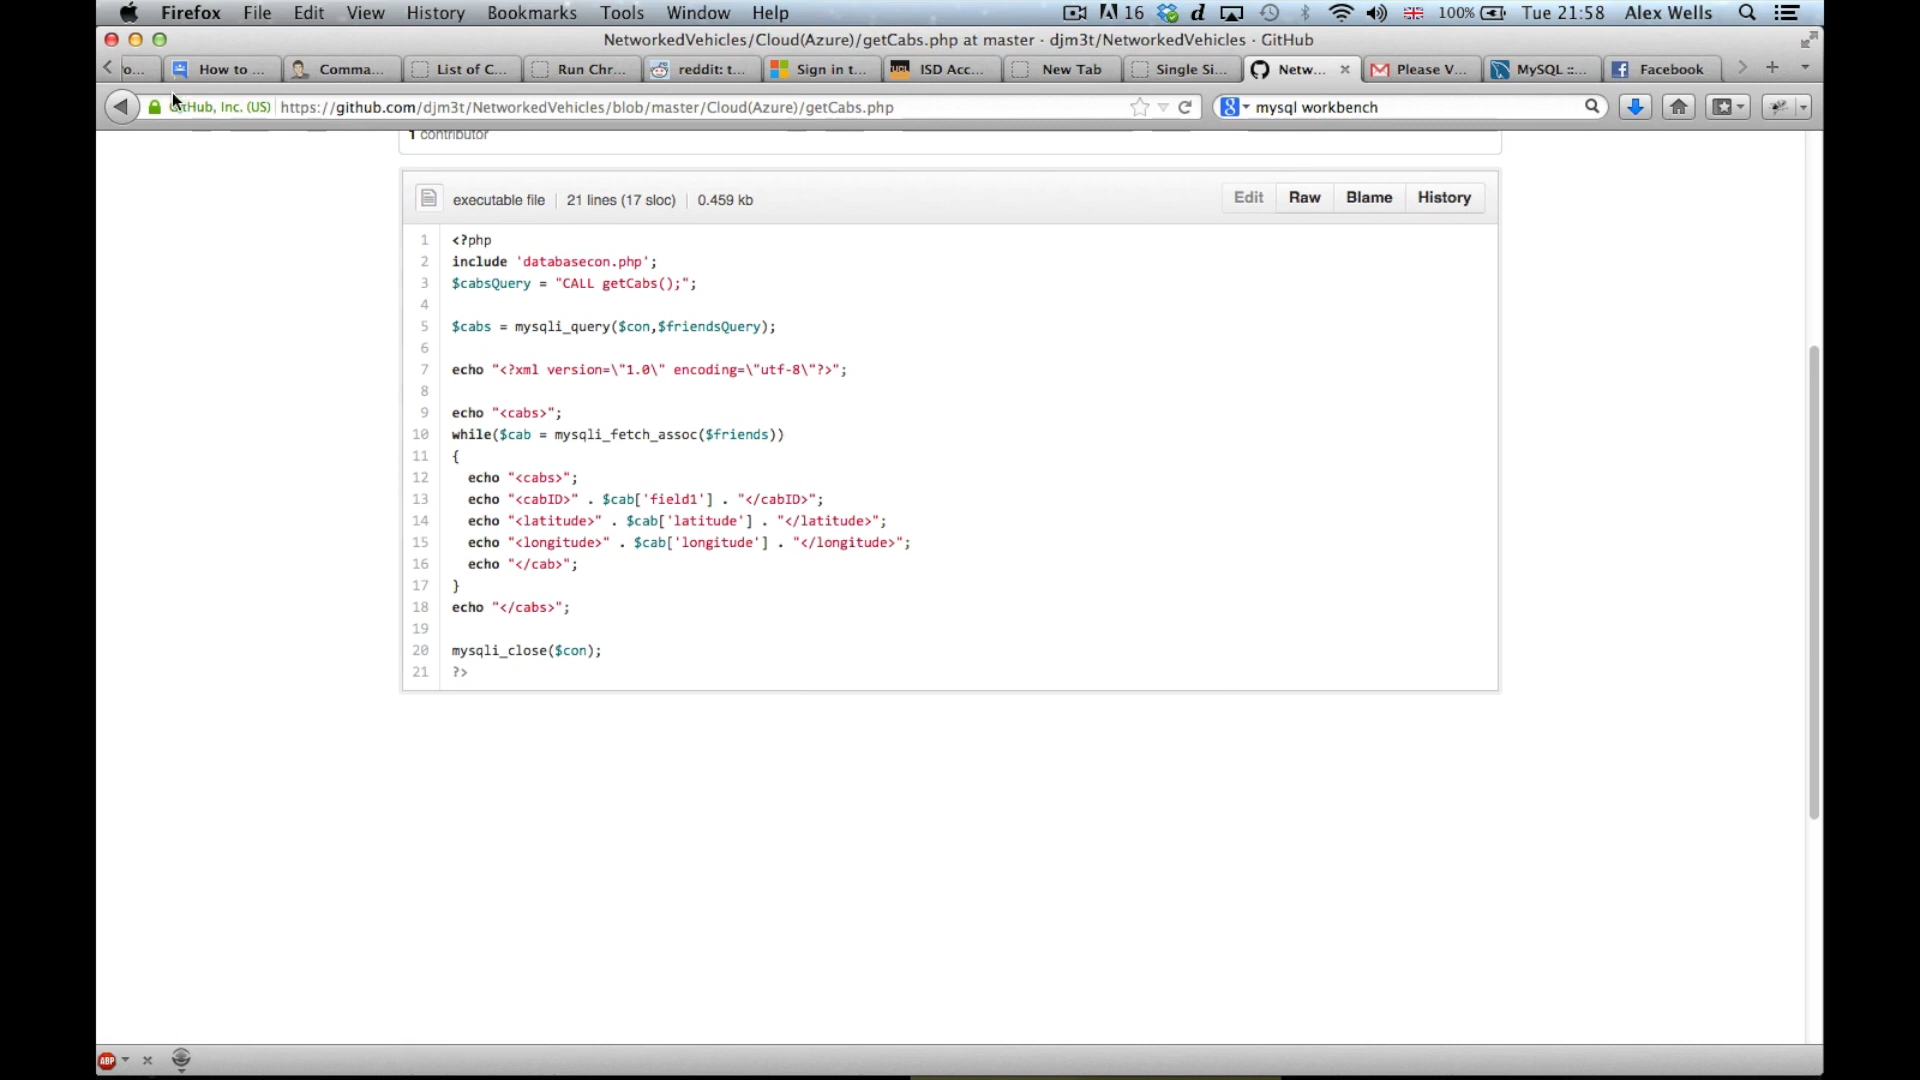 Firefox File Edit View History Bookmarks Tools Window Help 16 100% Tue 21:58 Alex Wells
NetworkedVehicles/Cloud(Azure)/getCabs.php at master · djm3t/NetworkedVehicles · GitHub
o... How to ... Comma... List of C... Run Chr... reddit: t... Sign in t... ISD Acc... New Tab Single Si... Netw... Please V... MySQL ::... Facebook
GitHub, Inc. (US) https://github.com/djm3t/NetworkedVehicles/blob/master/Cloud(Azure)/getCabs.php mysql workbench
1 contributor
executable file 21 lines (17 sloc) 0.459 kb Edit Raw Blame History
1 <?php
2 include 'databasecon.php';
3 $cabsQuery = "CALL getCabs();";
4
5 $cabs = mysqli_query($con,$friendsQuery);
6
7 echo "<?xml version=\"1.0\" encoding=\"utf-8\"?>";
8
9 echo "<cabs>";
10 while($cab = mysqli_fetch_assoc($friends))
11 {
12 echo "<cabs>";
13 echo "<cabID>" . $cab['field1'] . "</cabID>";
14 echo "<latitude>" . $cab['latitude'] . "</latitude>";
15 echo "<longitude>" . $cab['longitude'] . "</longitude>";
16 echo "</cab>";
17 }
18 echo "</cabs>";
19
20 mysqli_close($con);
21 ?>
ABP